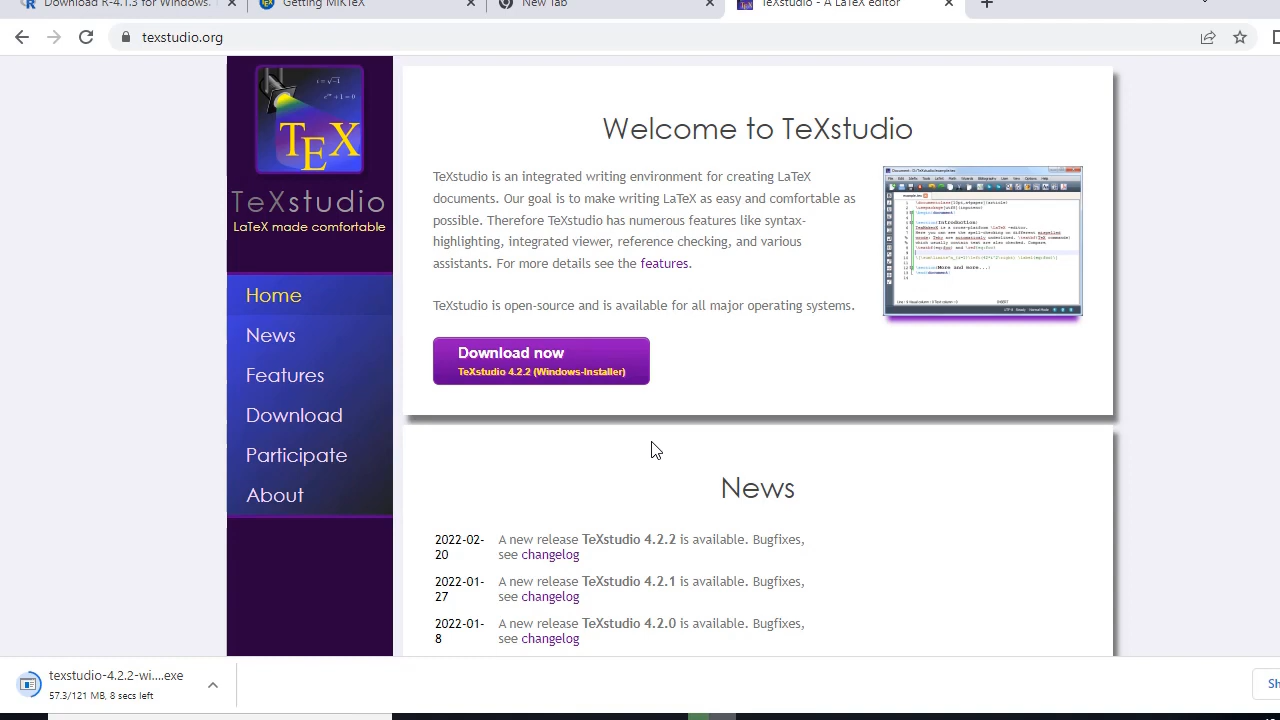 Download R-4.1.3 for Windows.
Getting MiKTeX
New Tab
TeXstudio - A LaTeX editor
texstudio.org
TEX
TeXstudio
LaTeX made comfortable
Home
News
Features
Download
Participate
About
Welcome to TeXstudio
TeXstudio is an integrated writing environment for creating LaTeX
documents. Our goal is to make writing LaTeX as easy and comfortable as
possible. Therefore TeXstudio has numerous features like syntax-
highlighting, integrated viewer, reference checking and various
assistants. For more details see the features.
TeXstudio is open-source and is available for all major operating systems.
Download now
TeXstudio 4.2.2 (Windows-Installer)
News
2022-02-20 A new release TeXstudio 4.2.2 is available. Bugfixes,
see changelog
2022-01-27 A new release TeXstudio 4.2.1 is available. Bugfixes,
see changelog
2022-01-8 A new release TeXstudio 4.2.0 is available. Bugfixes,
see changelog
texstudio-4.2.2-wi....exe
57.3/121 MB, 8 secs left
Sh